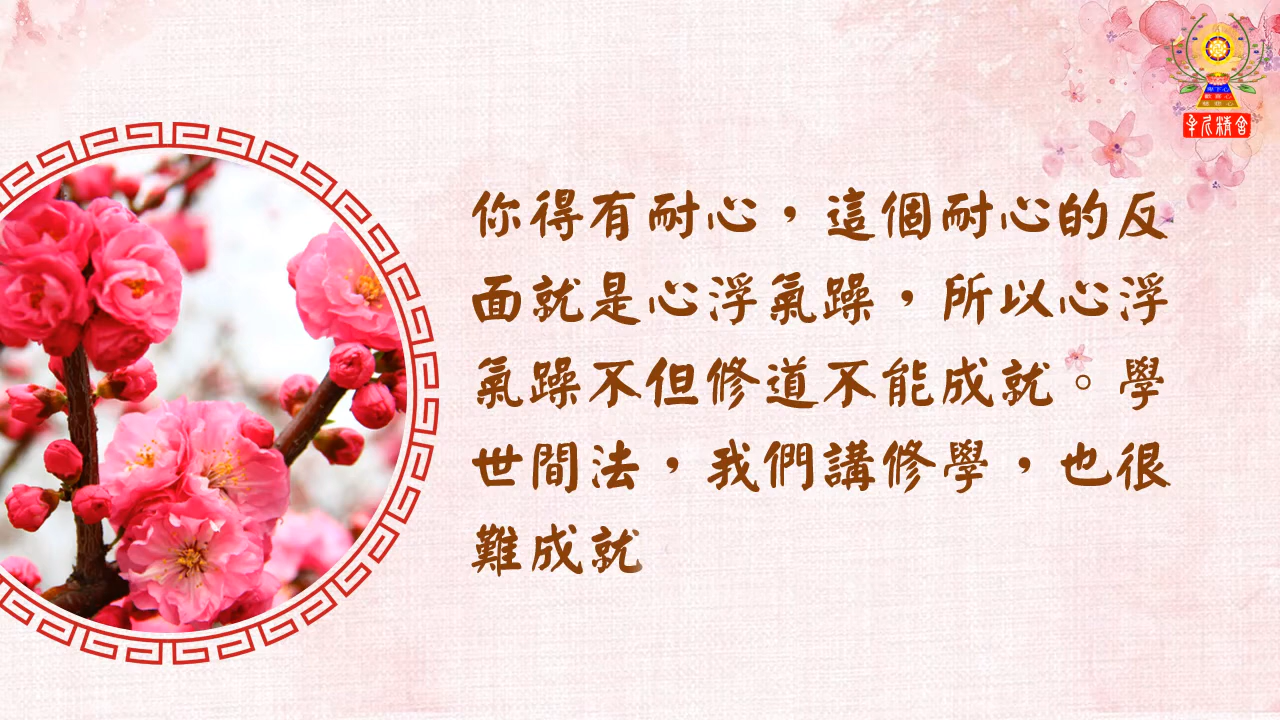 你得有耐心，這個耐心的反
面就是心浮氣躁，所以心浮
氣躁不但修道不能成就。學
世間法，我們講修學，也很
難成就